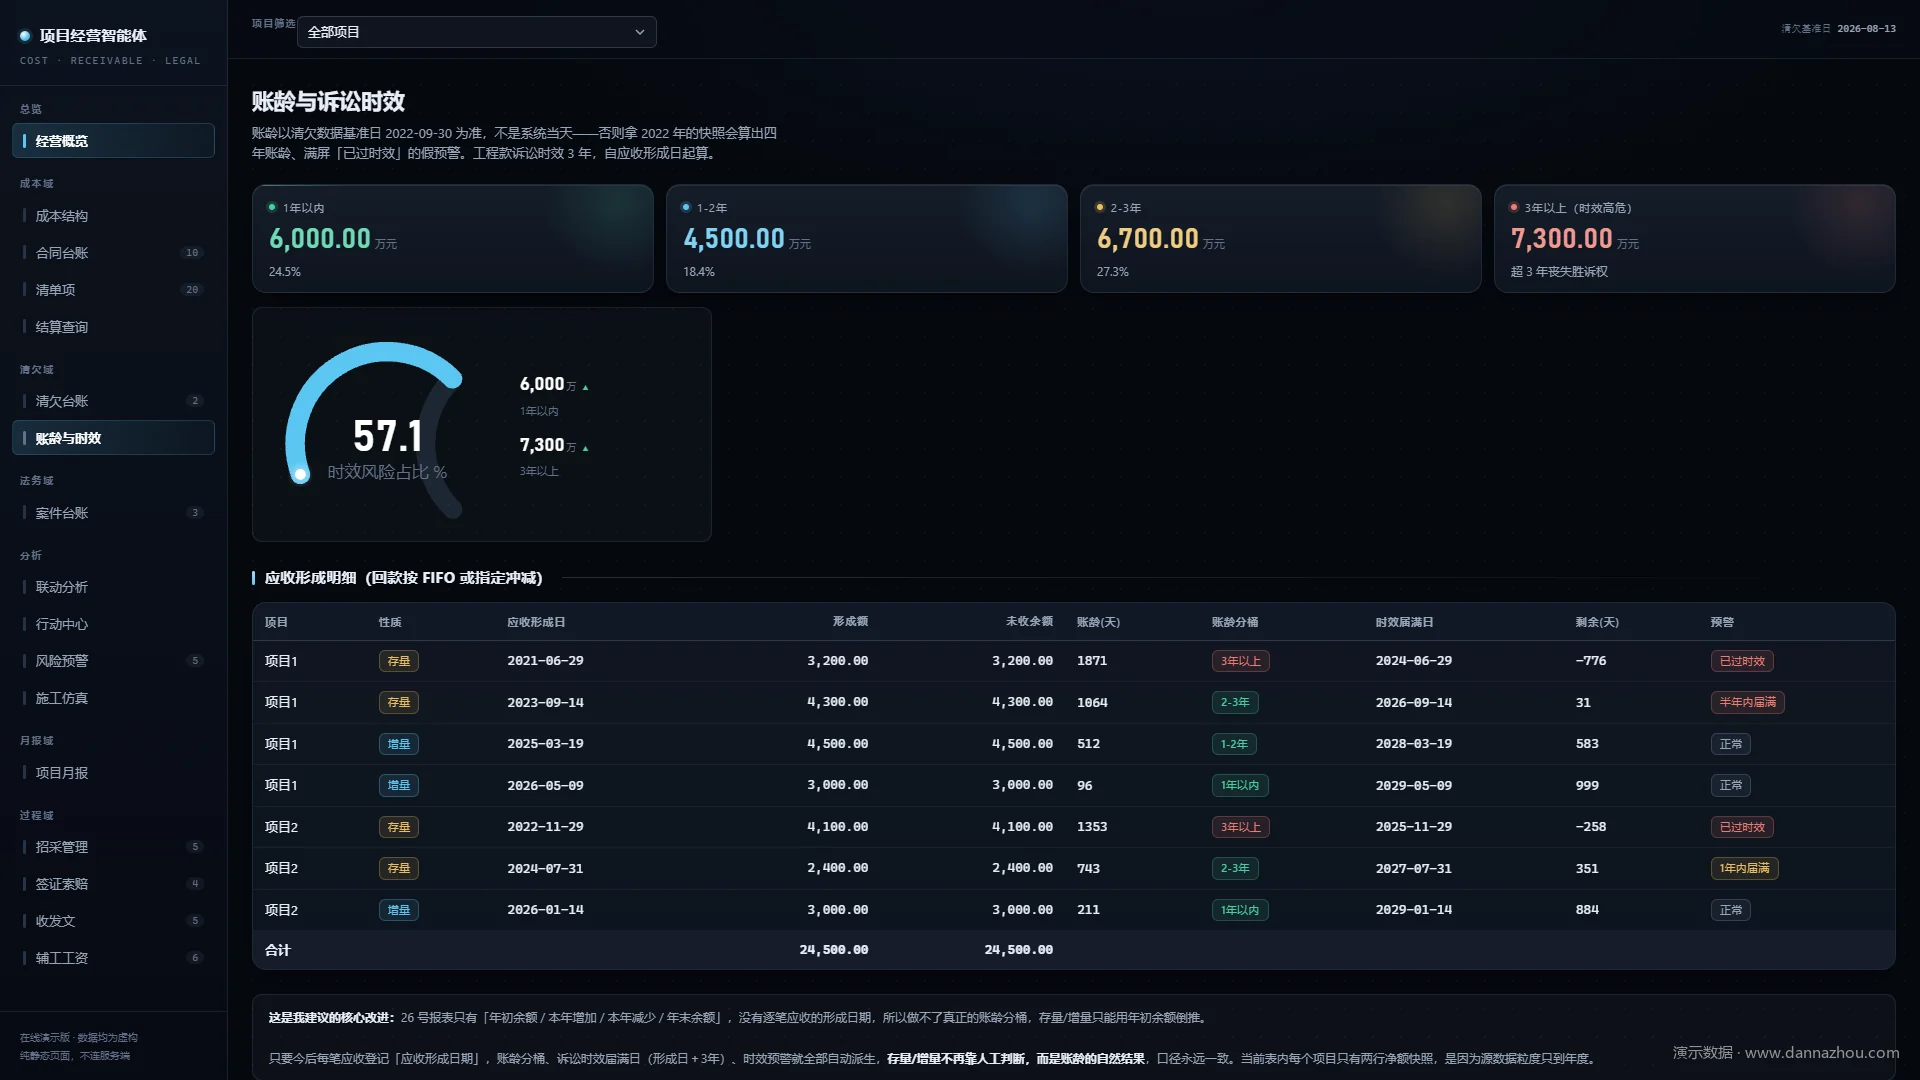 项目经营智能体
COST · RECEIVABLE · LEGAL
总览
经营概览
成本域
成本结构
合同台账 10
清单项 20
结算查询
清欠域
清欠台账 2
账龄与时效
法务域
案件台账 3
分析
联动分析
行动中心
风险预警 5
施工仿真
月报域
项目月报
过程域
招采管理 5
签证索赔 4
收发文 5
辅工工资 6
在线演示版 · 数据均为虚构
纯静态页面，不连服务端
项目筛选 全部项目
清欠基准日 2026-08-13
账龄与诉讼时效
账龄以清欠数据基准日 2022-09-30 为准，不是系统当天——否则拿 2022 年的快照会算出四
年账龄、满屏「已过时效」的假预警。工程款诉讼时效 3 年，自应收形成日起算。
1年以内
6,000.00 万元
24.5%
1-2年
4,500.00 万元
18.4%
2-3年
6,700.00 万元
27.3%
3年以上（时效高危）
7,300.00 万元
超 3 年丧失胜诉权
57.1
时效风险占比 %
6,000 万 ▲
1年以内
7,300 万 ▲
3年以上
应收形成明细（回款按 FIFO 或指定冲减）
项目 性质 应收形成日 形成额 未收余额 账龄(天) 账龄分桶 时效届满日 剩余(天) 预警
项目1 存量 2021-06-29 3,200.00 3,200.00 1871 3年以上 2024-06-29 -776 已过时效
项目1 存量 2023-09-14 4,300.00 4,300.00 1064 2-3年 2026-09-14 31 半年内届满
项目1 增量 2025-03-19 4,500.00 4,500.00 512 1-2年 2028-03-19 583 正常
项目1 增量 2026-05-09 3,000.00 3,000.00 96 1年以内 2029-05-09 999 正常
项目2 存量 2022-11-29 4,100.00 4,100.00 1353 3年以上 2025-11-29 -258 已过时效
项目2 存量 2024-07-31 2,400.00 2,400.00 743 2-3年 2027-07-31 351 1年内届满
项目2 增量 2026-01-14 3,000.00 3,000.00 211 1年以内 2029-01-14 884 正常
合计 24,500.00 24,500.00
这是我建议的核心改进：26 号报表只有「年初余额 / 本年增加 / 本年减少 / 年末余额」，没有逐笔应收的形成日期，所以做不了真正的账龄分桶，存量/增量只能用年初余额倒推。
只要今后每笔应收登记「应收形成日期」，账龄分桶、诉讼时效届满日（形成日 + 3年）、时效预警就全部自动派生，存量/增量不再靠人工判断，而是账龄的自然结果，口径永远一致。当前表内每个项目只有两行净额快照，是因为源数据粒度只到年度。
演示数据 · www.dannazhou.com